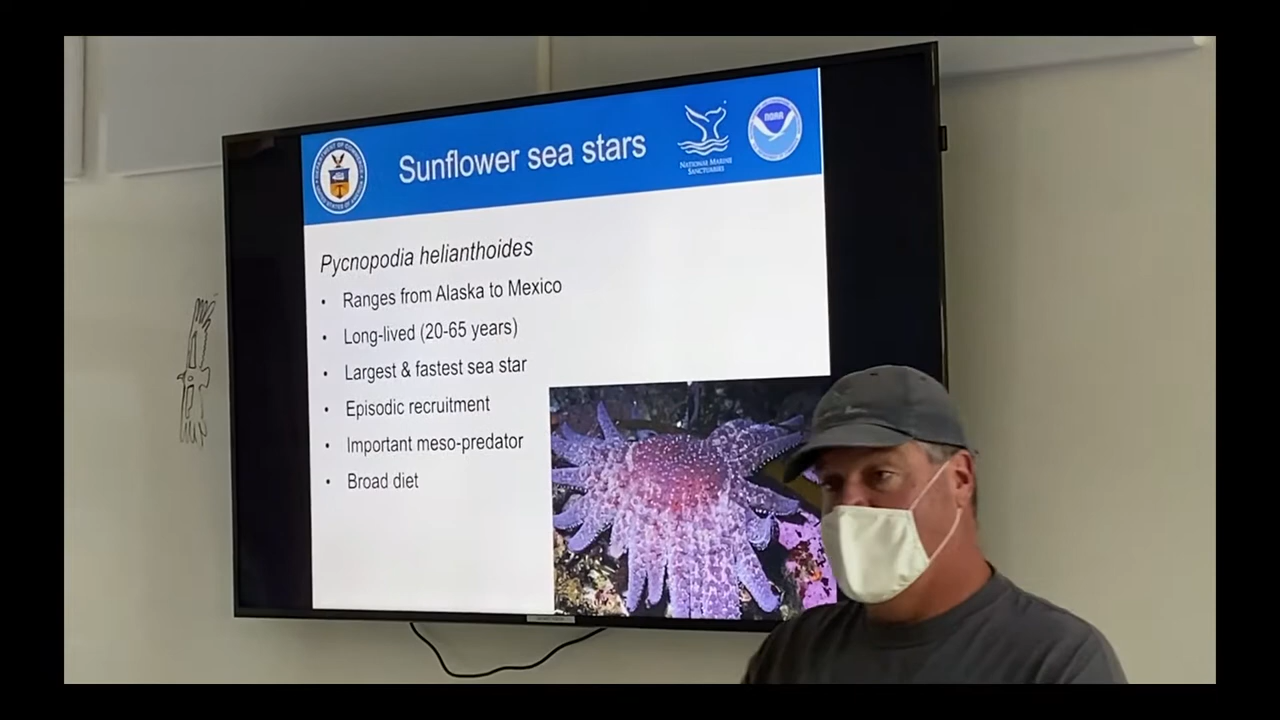 Sunflower sea stars
NATIONAL MARINE
SANCTUARIES
NOAA
Pycnopodia helianthoides
• Ranges from Alaska to Mexico
• Long-lived (20-65 years)
• Largest & fastest sea star
• Episodic recruitment
• Important meso-predator
• Broad diet